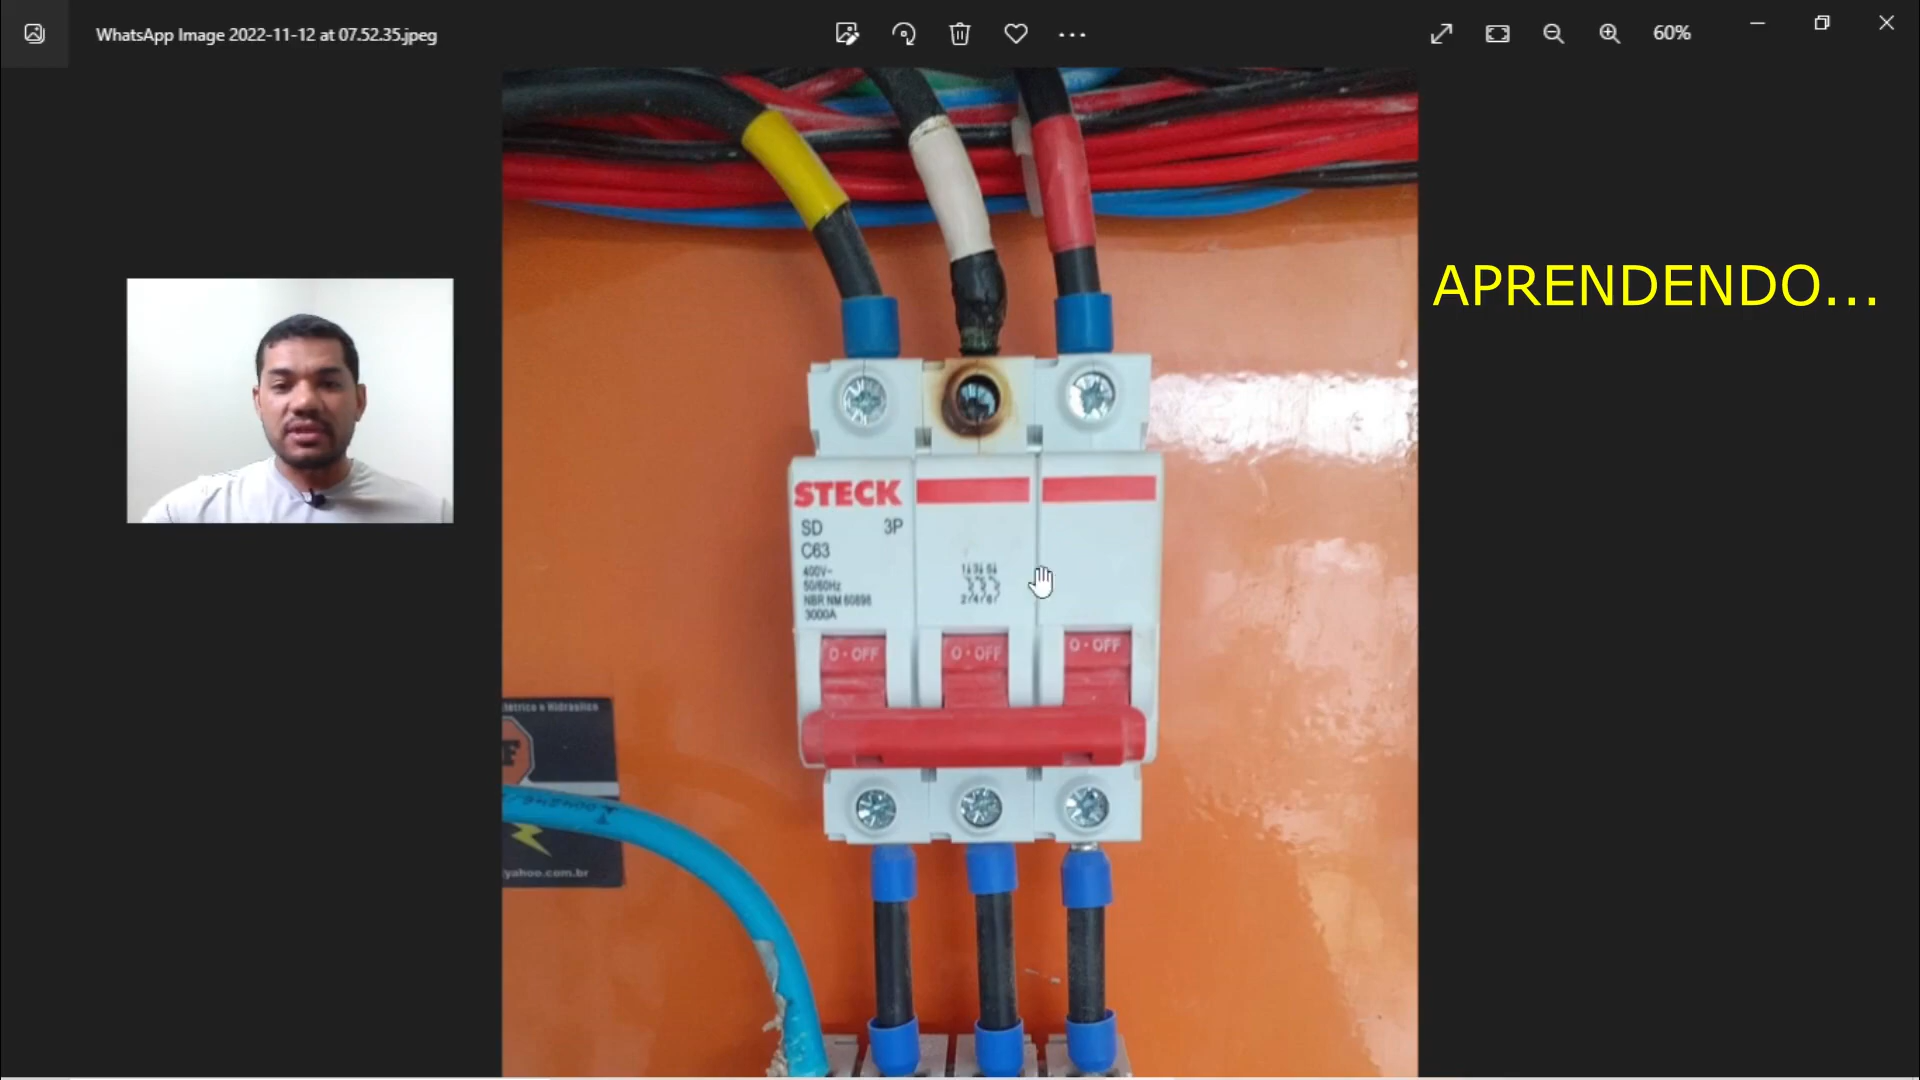 WhatsApp Image 2022-11-12 at 07.52.35.jpeg
60%
APRENDENDO...
STECK
SD 3P
C63
400V~
50/60Hz
NBR NM 60898
3000A
O - OFF
O - OFF
O - OFF
e Hidráulico
F
yahoo.com.br